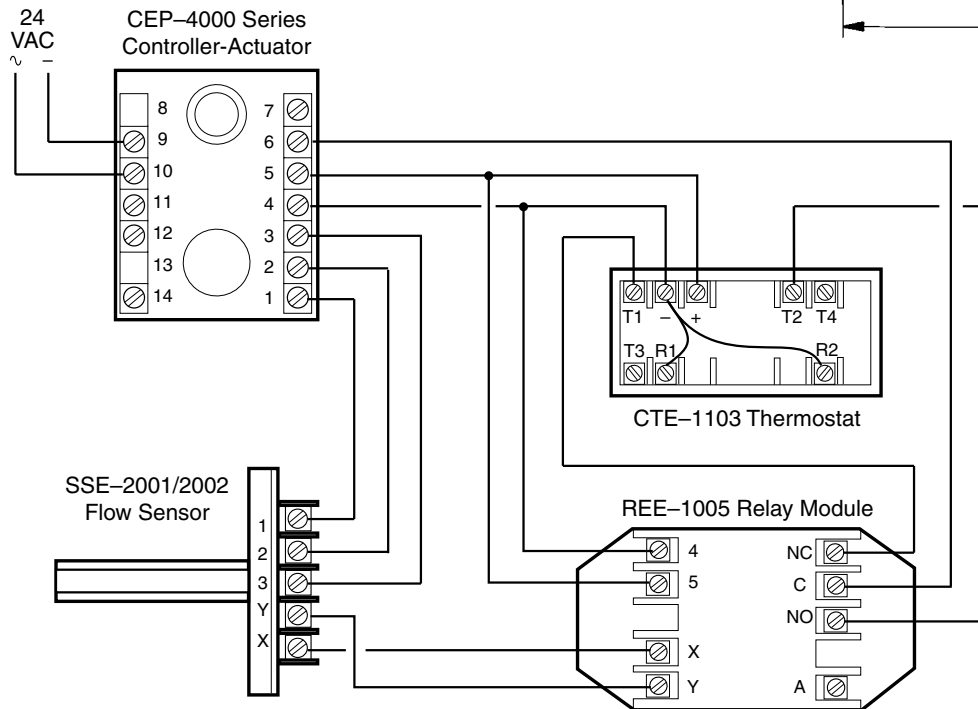 24
VAC
~ –
CEP–4000 Series
Controller-Actuator
8
9
10
11
12
13
14
7
6
5
4
3
2
1
T1 – + T2 T4
T3 R1 R2
CTE–1103 Thermostat
SSE–2001/2002
Flow Sensor
1
2
3
Y
X
REE–1005 Relay Module
4
5
X
Y
NC
C
NO
A